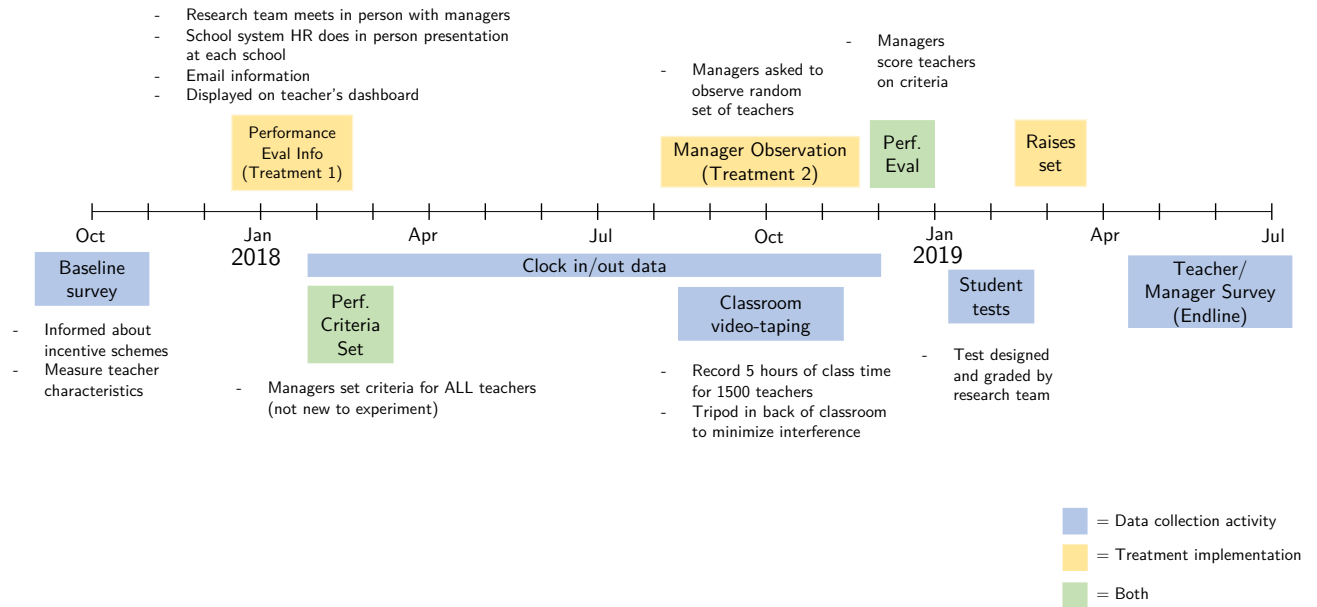 - Research team meets in person with managers
- School system HR does in person presentation
at each school
- Email information
- Displayed on teacher's dashboard
- Managers asked to
observe random
set of teachers
- Managers
score teachers
on criteria
Performance
Eval Info
(Treatment 1)
Manager Observation
(Treatment 2)
Perf.
Eval
Raises
set
Oct
Jan
2018
Apr
Jul
Oct
Jan
2019
Apr
Jul
Baseline
survey
Clock in/out data
Perf.
Criteria
Set
Classroom
video-taping
Student
tests
Teacher/
Manager Survey
(Endline)
- Informed about
incentive schemes
- Measure teacher
characteristics
- Managers set criteria for ALL teachers
(not new to experiment)
- Record 5 hours of class time
for 1500 teachers
- Tripod in back of classroom
to minimize interference
- Test designed
and graded by
research team
= Data collection activity
= Treatment implementation
= Both